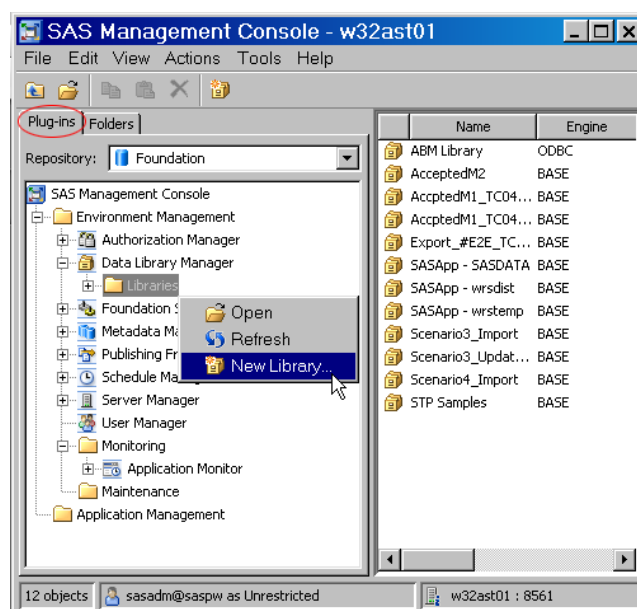 SAS Management Console - w32ast01
File Edit View Actions Tools Help
Plug-ins Folders
Repository: Foundation
SAS Management Console
Environment Management
Authorization Manager
Data Library Manager
Libraries
Foundation S
Metadata Ma
Publishing Fr
Schedule Ma
Server Manager
User Manager
Monitoring
Application Monitor
Maintenance
Application Management
Open
Refresh
New Library...
Name Engine
ABM Library ODBC
AcceptedM2 BASE
AccptedM1_TC04... BASE
AccptedM1_TC04... BASE
Export_#E2E_TC... BASE
SASApp - SASDATA BASE
SASApp - wrsdist BASE
SASApp - wrstemp BASE
Scenario3_Import BASE
Scenario3_Updat... BASE
Scenario4_Import BASE
STP Samples BASE
12 objects sasadm@saspw as Unrestricted w32ast01 : 8561